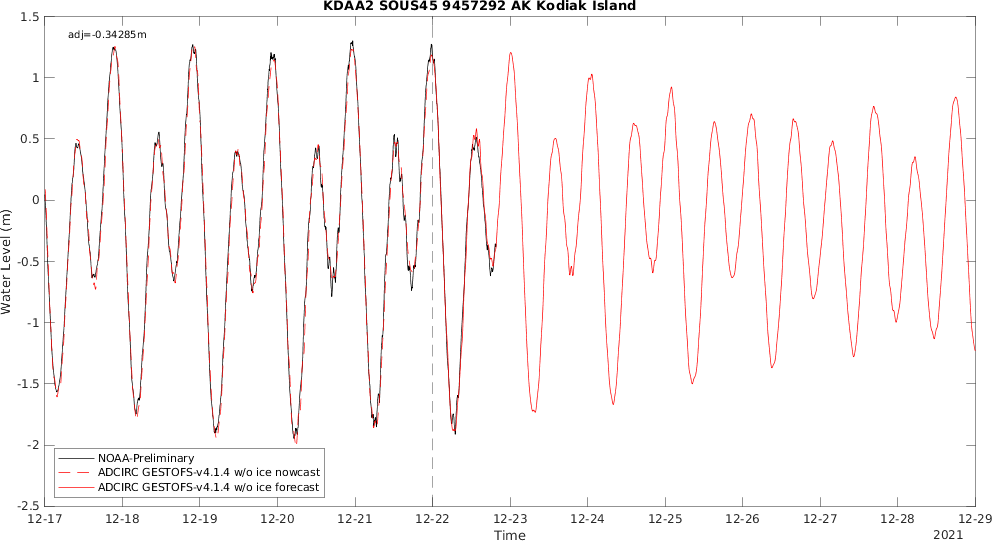 KDAA2 SOUS45 9457292 AK Kodiak Island
adj=-0.34285m
1.5
1
0.5
0
-0.5
-1
-1.5
-2
-2.5
Water Level (m)
NOAA-Preliminary
ADCIRC GESTOFS-v4.1.4 w/o ice nowcast
ADCIRC GESTOFS-v4.1.4 w/o ice forecast
12-17 12-18 12-19 12-20 12-21 12-22 12-23 12-24 12-25 12-26 12-27 12-28 12-29
Time
2021